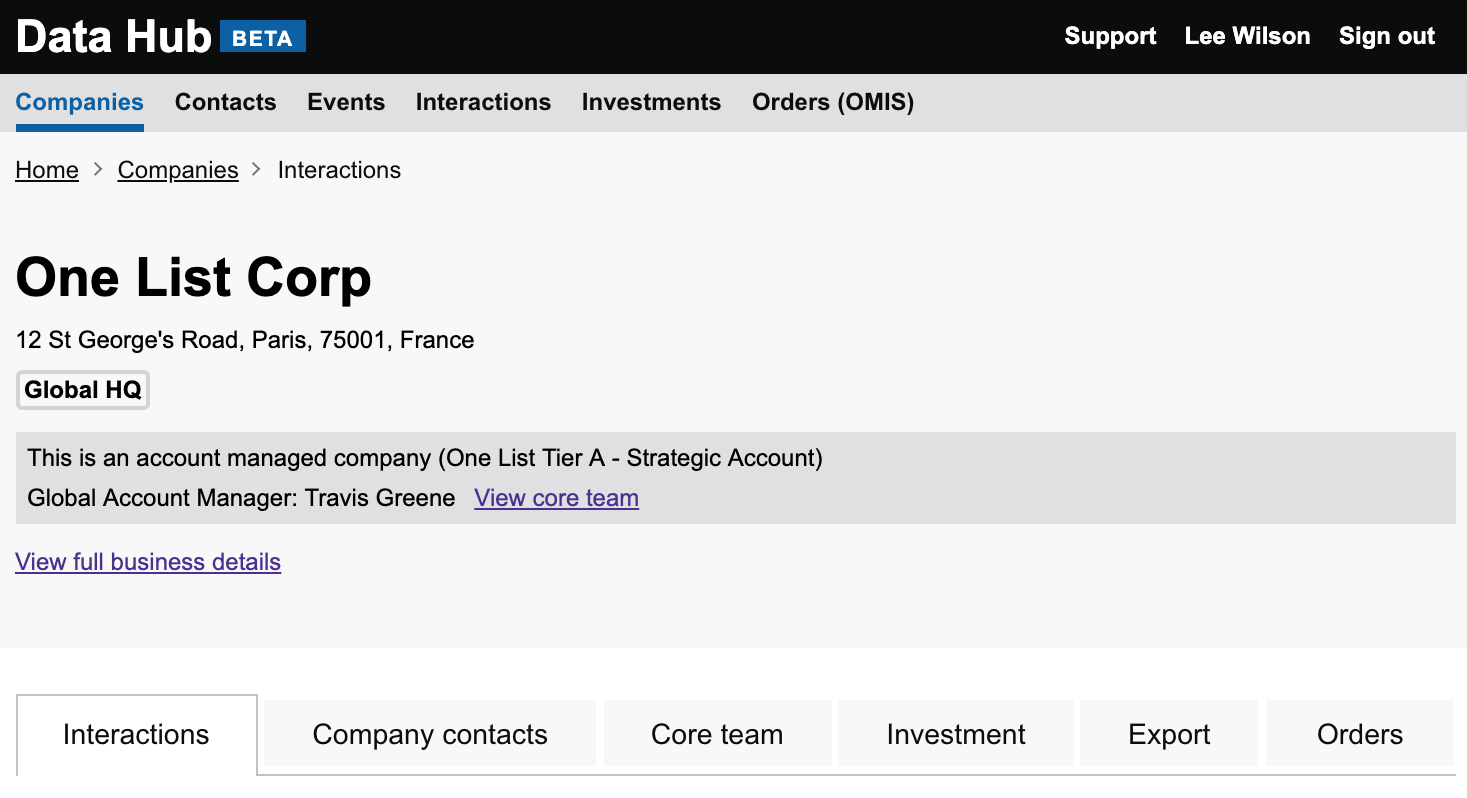 Data Hub BETA Support Lee Wilson Sign out
Companies Contacts Events Interactions Investments Orders (OMIS)
Home > Companies > Interactions
One List Corp
12 St George's Road, Paris, 75001, France
Global HQ
This is an account managed company (One List Tier A - Strategic Account)
Global Account Manager: Travis Greene View core team
View full business details
Interactions Company contacts Core team Investment Export Orders